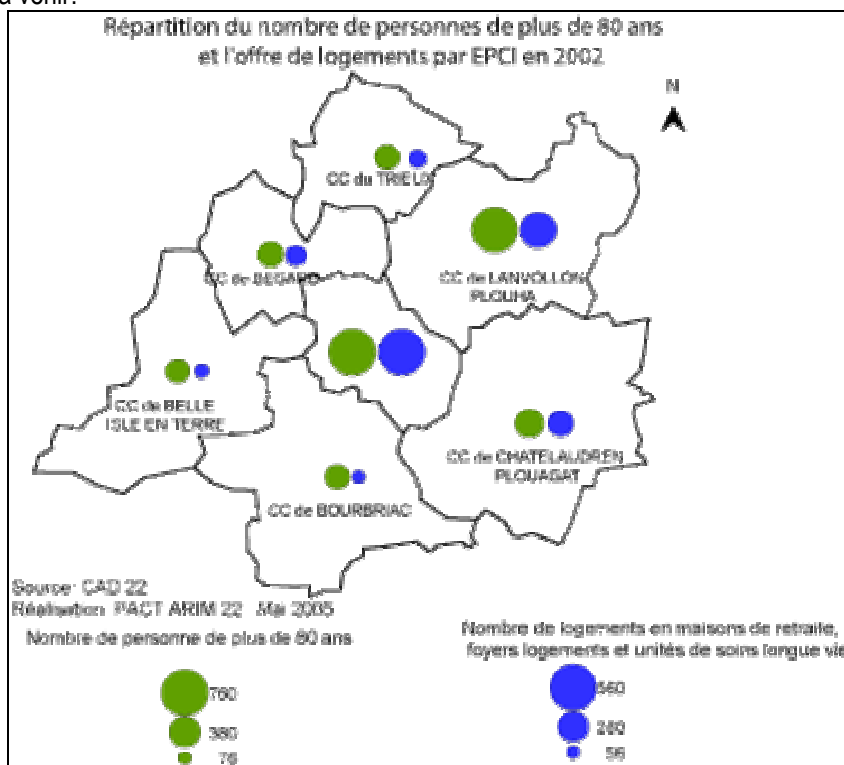 à venir.
Répartition du nombre de personnes de plus de 80 ans
et l'offre de logements par EPCI en 2002
N
CC du TRIEUX
CC de BEGARD
CC de LANVOLLON
PLOUHA
CC de BELLE
ISLE EN TERRE
CC de CHATELAUDREN
PLOUAGAT
CC de BOURBRIAC
Source: CAD 22
Réalisation PACT ARIM 22 Mai 2005
Nombre de personne de plus de 80 ans
760
380
76
Nombre de logements en maisons de retraite,
foyers logements et unités de soins longue vie
560
280
56